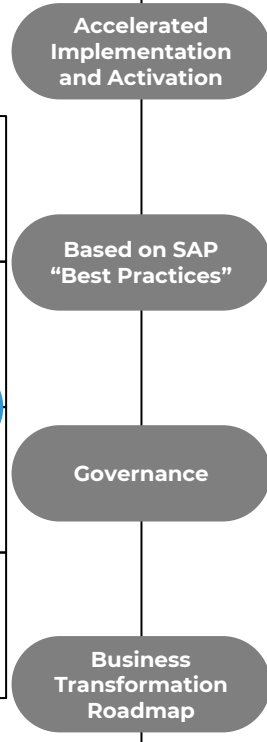 Accelerated
Implementation
and Activation
Based on SAP
“Best Practices”
Governance
Business
Transformation
Roadmap